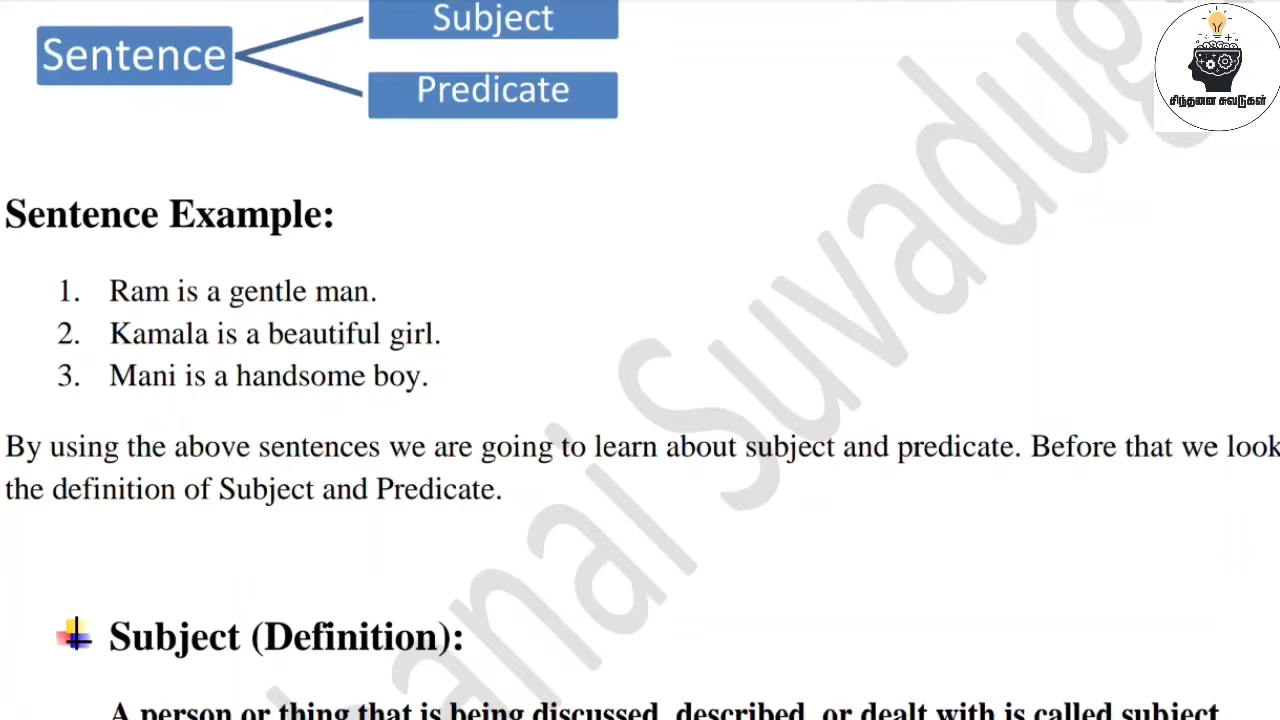 Subject
Sentence
Predicate
சிந்தனை சுவடுகள்
Sentence Example:
1. Ram is a gentle man.
2. Kamala is a beautiful girl.
3. Mani is a handsome boy.
By using the above sentences we are going to learn about subject and predicate. Before that we look
the definition of Subject and Predicate.
Subject (Definition):
A person or thing that is being discussed, described, or dealt with is called subject
anai Suvadug